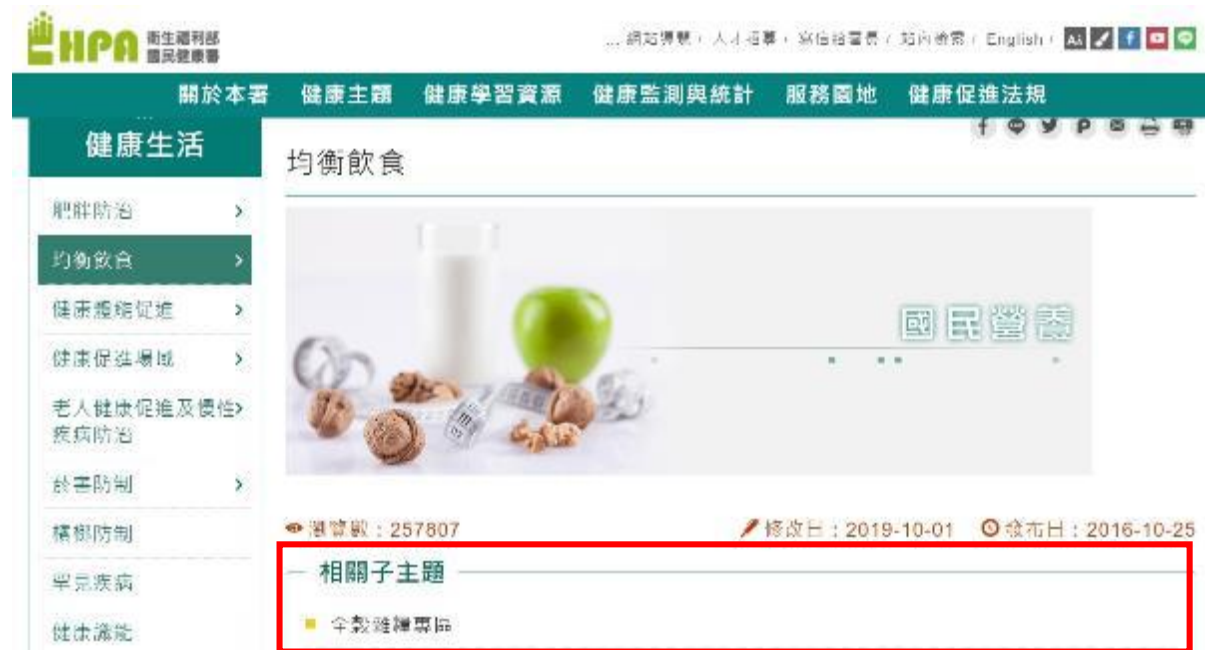 HPA 衛生福利部
國民健康署
... 網站導覽 / 人才招募 / 寫信給署長 / 站內檢索 / English /
關於本署 健康主題 健康學習資源 健康監測與統計 服務園地 健康促進法規
健康生活
均衡飲食
肥胖防治
均衡飲食
健康體能促進
健康促進場域
老人健康促進及慢性
疾病防治
菸害防制
檳榔防制
罕見疾病
健康識能
國民營養
瀏覽數：257807 修改日：2019-10-01 發布日：2016-10-25
相關子主題
全穀雜糧專區